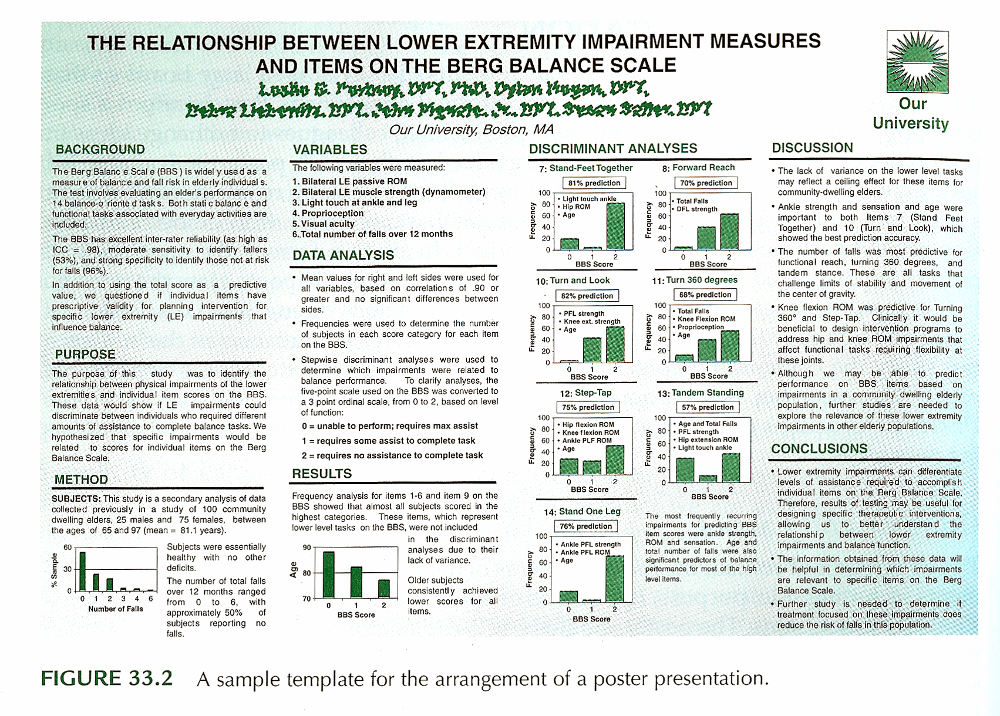 THE RELATIONSHIP BETWEEN LOWER EXTREMITY IMPAIRMENT MEASURES
AND ITEMS ON THE BERG BALANCE SCALE
Our University, Boston, MA
Our
University
BACKGROUND
The Berg Balanc e Scal e (BBS ) is widel y used as a
measure of balance and fall risk in elderly individual s.
The test involves evaluating an elder's performance on
14 balance-o riente d task s. Both stati c balanc e and
functional tasks associated with everyday activities are
included.
The BBS has excellent inter-rater reliability (as high as
ICC = .98), moderate sensitivity to identify fallers
(53%), and strong specificity to identify those not at risk
for falls (96%).
In addition to using the total score as a predictive
value, we questioned if individual items have
prescriptive validity for planning intervention for
specific lower extremity (LE) impairments that
influence balance.
PURPOSE
The purpose of this study was to identify the
relationship between physical impairments of the lower
extremities and individual item scores on the BBS.
These data would show if LE impairments could
discriminate between individuals who required different
amounts of assistance to complete balance tasks. We
hypothesized that specific impairments would be
related to scores for individual items on the Berg
Balance Scale.
METHOD
SUBJECTS: This study is a secondary analysis of data
collected previously in a study of 100 community
dwelling elders, 25 males and 75 females, between
the ages of 65 and 97 (mean = 81.1 years).
% Sample
60
30
0
0 1 2 3 4 6
Number of Falls
Subjects were essentially
healthy with no other
deficits.
The number of total falls
over 12 months ranged
from 0 to 6, with
approximately 50% of
subjects reporting no
falls.
VARIABLES
The following variables were measured:
1. Bilateral LE passive ROM
2. Bilateral LE muscle strength (dynamometer)
3. Light touch at ankle and leg
4. Proprioception
5. Visual acuity
6. Total number of falls over 12 months
DATA ANALYSIS
• Mean values for right and left sides were used for
all variables, based on correlations of .90 or
greater and no significant differences between
sides.
• Frequencies were used to determine the number
of subjects in each score category for each item
on the BBS.
• Stepwise discriminant analyses were used to
determine which impairments were related to
balance performance. To clarify analyses, the
five-point scale used on the BBS was converted to
a 3 point ordinal scale, from 0 to 2, based on level
of function:
0 = unable to perform; requires max assist
1 = requires some assist to complete task
2 = requires no assistance to complete task
RESULTS
Frequency analysis for items 1-6 and item 9 on the
BBS showed that almost all subjects scored in the
highest categories. These items, which represent
lower level tasks on the BBS, were not included
in the discriminant
analyses due to their
lack of variance.
Older subjects
consistently achieved
lower scores for all
items.
Age
90
80
70
0 1 2
BBS Score
DISCRIMINANT ANALYSES
7: Stand-Feet Together
81% prediction
• Light touch ankle
• Hip ROM
• Age
Frequency
100
80
60
40
20
0
0 1 2
BBS Score
8: Forward Reach
70% prediction
• Total Falls
• DFL strength
Frequency
100
80
60
40
20
0
0 1 2
BBS Score
10: Turn and Look
82% prediction
• PFL strength
• Knee ext. strength
• Age
Frequency
100
80
60
40
20
0
0 1 2
BBS Score
11: Turn 360 degrees
68% prediction
• Total Falls
• Knee Flexion ROM
• Proprioception
• Age
Frequency
100
80
60
40
20
0
0 1 2
BBS Score
12: Step-Tap
75% prediction
• Hip flexion ROM
• Knee flexion ROM
• Ankle PLF ROM
• Age
Frequency
100
80
60
40
20
0
0 1 2
BBS Score
13: Tandem Standing
57% prediction
• Age and Total Falls
• PFL strength
• Hip extension ROM
• Light touch ankle
Frequency
100
80
60
40
20
0
0 1 2
BBS Score
14: Stand One Leg
76% prediction
• Ankle PFL strength
• Ankle PFL ROM
• Age
Frequency
100
80
60
40
20
0
0 1 2
BBS Score
The most frequently recurring
impairments for predicting BBS
item scores were ankle strength,
ROM and sensation. Age and
total number of falls were also
significant predictors of balance
performance for most of the high
level items.
DISCUSSION
• The lack of variance on the lower level tasks
may reflect a ceiling effect for these items for
community-dwelling elders.
• Ankle strength and sensation and age were
important to both Items 7 (Stand Feet
Together) and 10 (Turn and Look), which
showed the best prediction accuracy.
• The number of falls was most predictive for
functional reach, turning 360 degrees, and
tandem stance. These are all tasks that
challenge limits of stability and movement of
the center of gravity.
• Knee flexion ROM was predictive for Turning
360° and Step-Tap. Clinically it would be
beneficial to design intervention programs to
address hip and knee ROM impairments that
affect functional tasks requiring flexibility at
these joints.
• Although we may be able to predict
performance on BBS items based on
impairments in a community dwelling elderly
population, further studies are needed to
explore the relevance of these lower extremity
impairments in other elderly populations.
CONCLUSIONS
• Lower extremity impairments can differentiate
levels of assistance required to accomplish
individual items on the Berg Balance Scale.
Therefore, results of testing may be useful for
designing specific therapeutic interventions,
allowing us to better understand the
relationship between lower extremity
impairments and balance function.
• The information obtained from these data will
be helpful in determining which impairments
are relevant to specific items on the Berg
Balance Scale.
• Further study is needed to determine if
treatment focused on these impairments does
reduce the risk of falls in this population.
FIGURE 33.2 A sample template for the arrangement of a poster presentation.